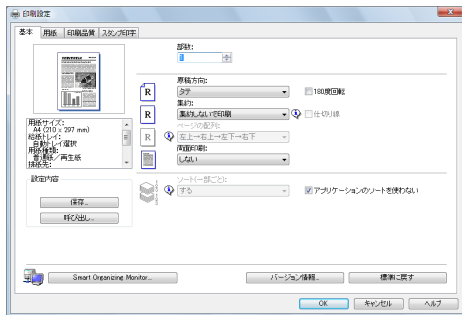 印刷設定
基本 用紙 印刷品質 スタンプ印字
部数:
1
原稿方向:
R タテ 180度回転
集約:
R 集約しないで印刷 仕切り線
用紙サイズ:
A4 (210 x 297 mm)
給紙トレイ:
自動トレイ選択
用紙種類:
普通紙/再生紙
排紙先:
ページの配列:
R 左上→右上→左下→右下
両面印刷:
しない
設定内容
保存...
呼び出し...
ソート(一部ごと):
する アプリケーションのソートを使わない
Smart Organizing Monitor... バージョン情報... 標準に戻す
OK キャンセル ヘルプ